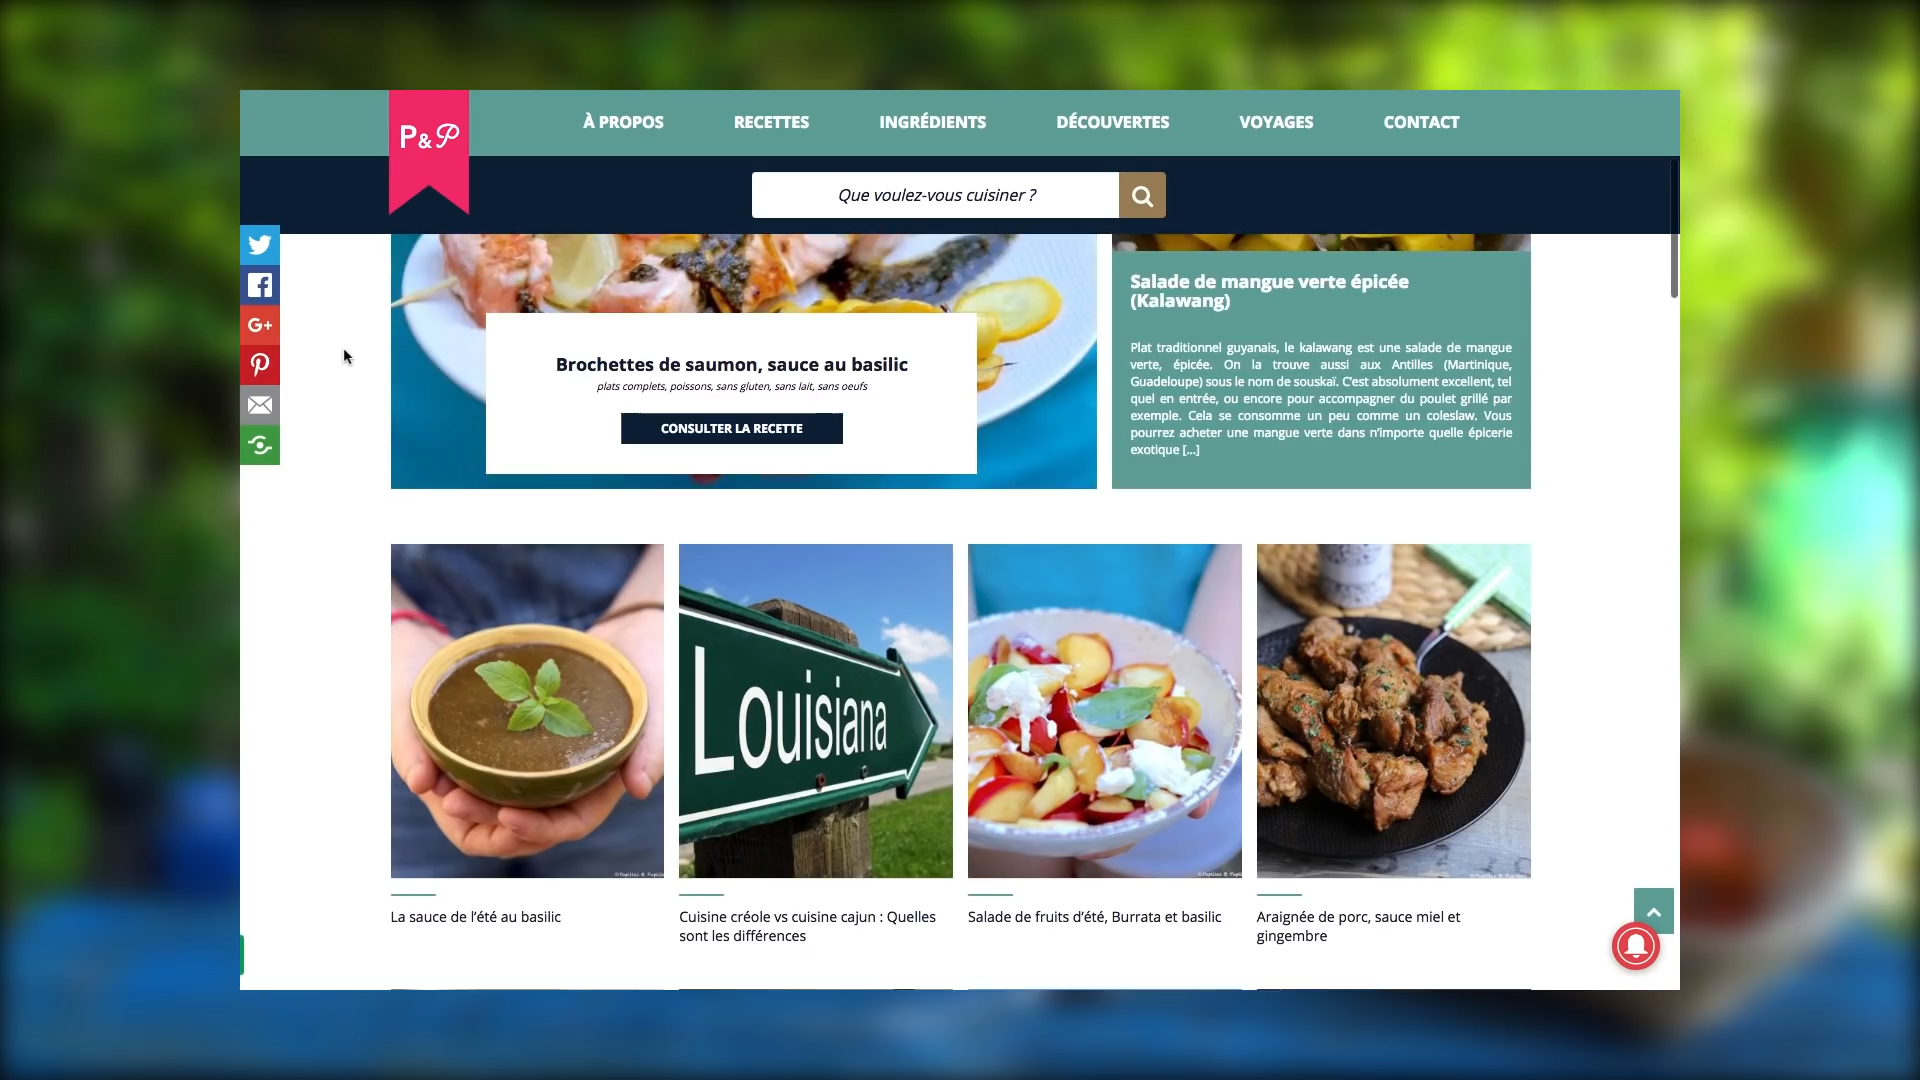 P&P
À PROPOS
RECETTES
INGRÉDIENTS
DÉCOUVERTES
VOYAGES
CONTACT
Que voulez-vous cuisiner ?
G+
Brochettes de saumon, sauce au basilic
plats complets, poissons, sans gluten, sans lait, sans oeufs
CONSULTER LA RECETTE
Salade de mangue verte épicée
(Kalawang)
Plat traditionnel guyanais, le kalawang est une salade de mangue
verte, épicée. On la trouve aussi aux Antilles (Martinique,
Guadeloupe) sous le nom de souskaï. C'est absolument excellent, tel
quel en entrée, ou encore pour accompagner du poulet grillé par
exemple. Cela se consomme un peu comme un coleslaw. Vous
pourrez acheter une mangue verte dans n'importe quelle épicerie
exotique [...]
Louisiana
La sauce de l'été au basilic
Cuisine créole vs cuisine cajun : Quelles
sont les différences
Salade de fruits d'été, Burrata et basilic
Araignée de porc, sauce miel et
gingembre